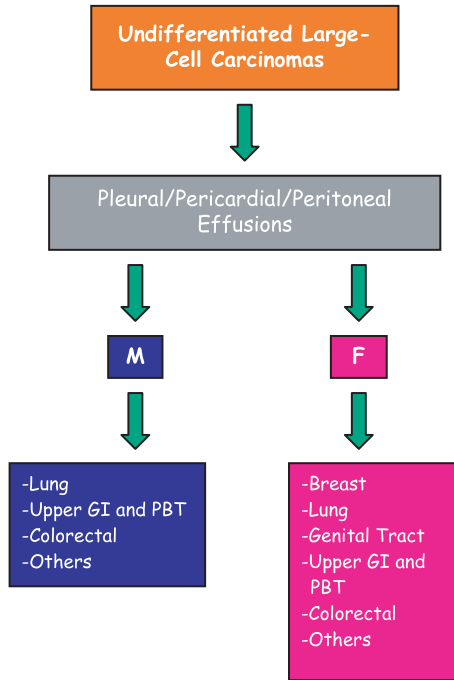 Undifferentiated Large-
Cell Carcinomas
Pleural/Pericardial/Peritoneal
Effusions
M
F
-Lung
-Upper GI and PBT
-Colorectal
-Others
-Breast
-Lung
-Genital Tract
-Upper GI and
PBT
-Colorectal
-Others